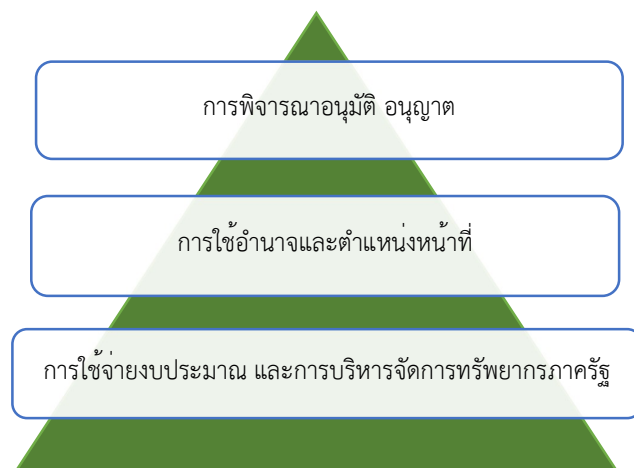 การพิจารณาอนุมัติ อนุญาต
การใช้อำนาจและตำแหน่งหน้าที่
การใช้จ่ายงบประมาณ และการบริหารจัดการทรัพยากรภาครัฐ